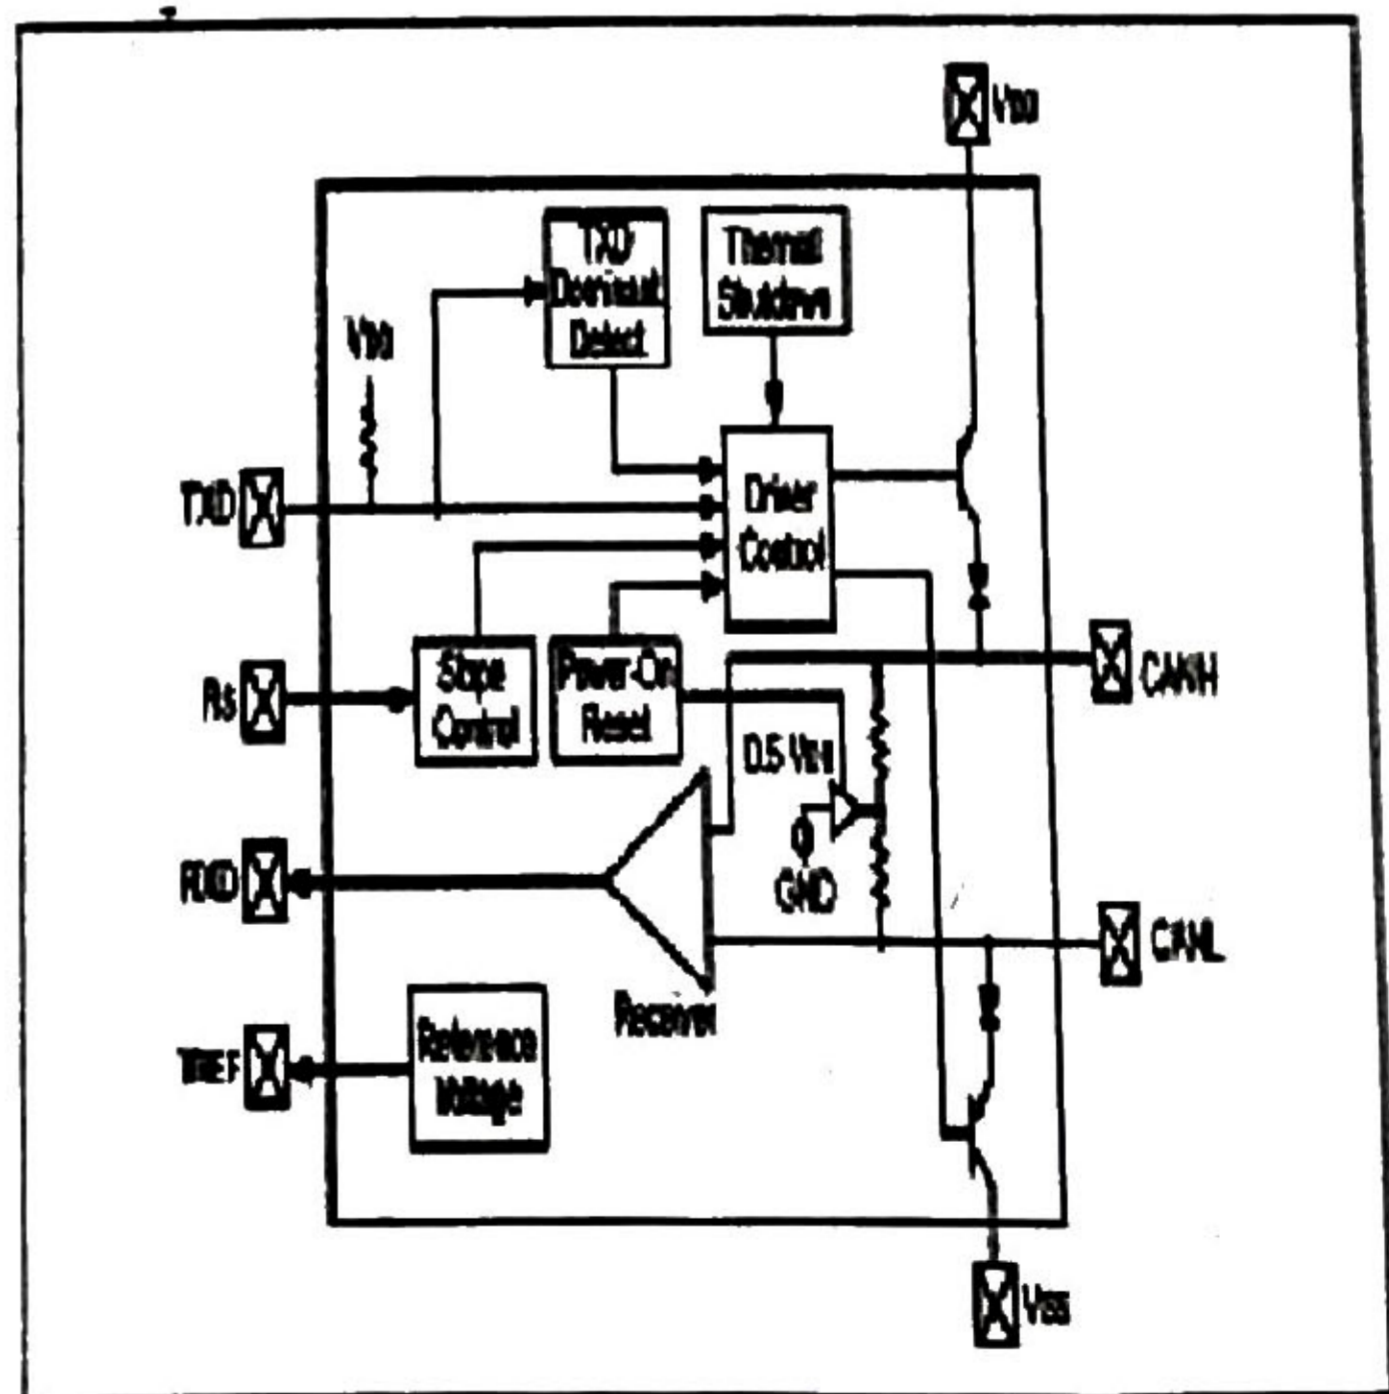 VDD
TXD
Dominant
Detect
Thermal
Shutdown
VDD
TXD
Driver
Control
Rs
Slope
Control
Power-On
Reset
CANH
0.5 VDD
GND
RXD
CANL
Receiver
VREF
Reference
Voltage
VSS